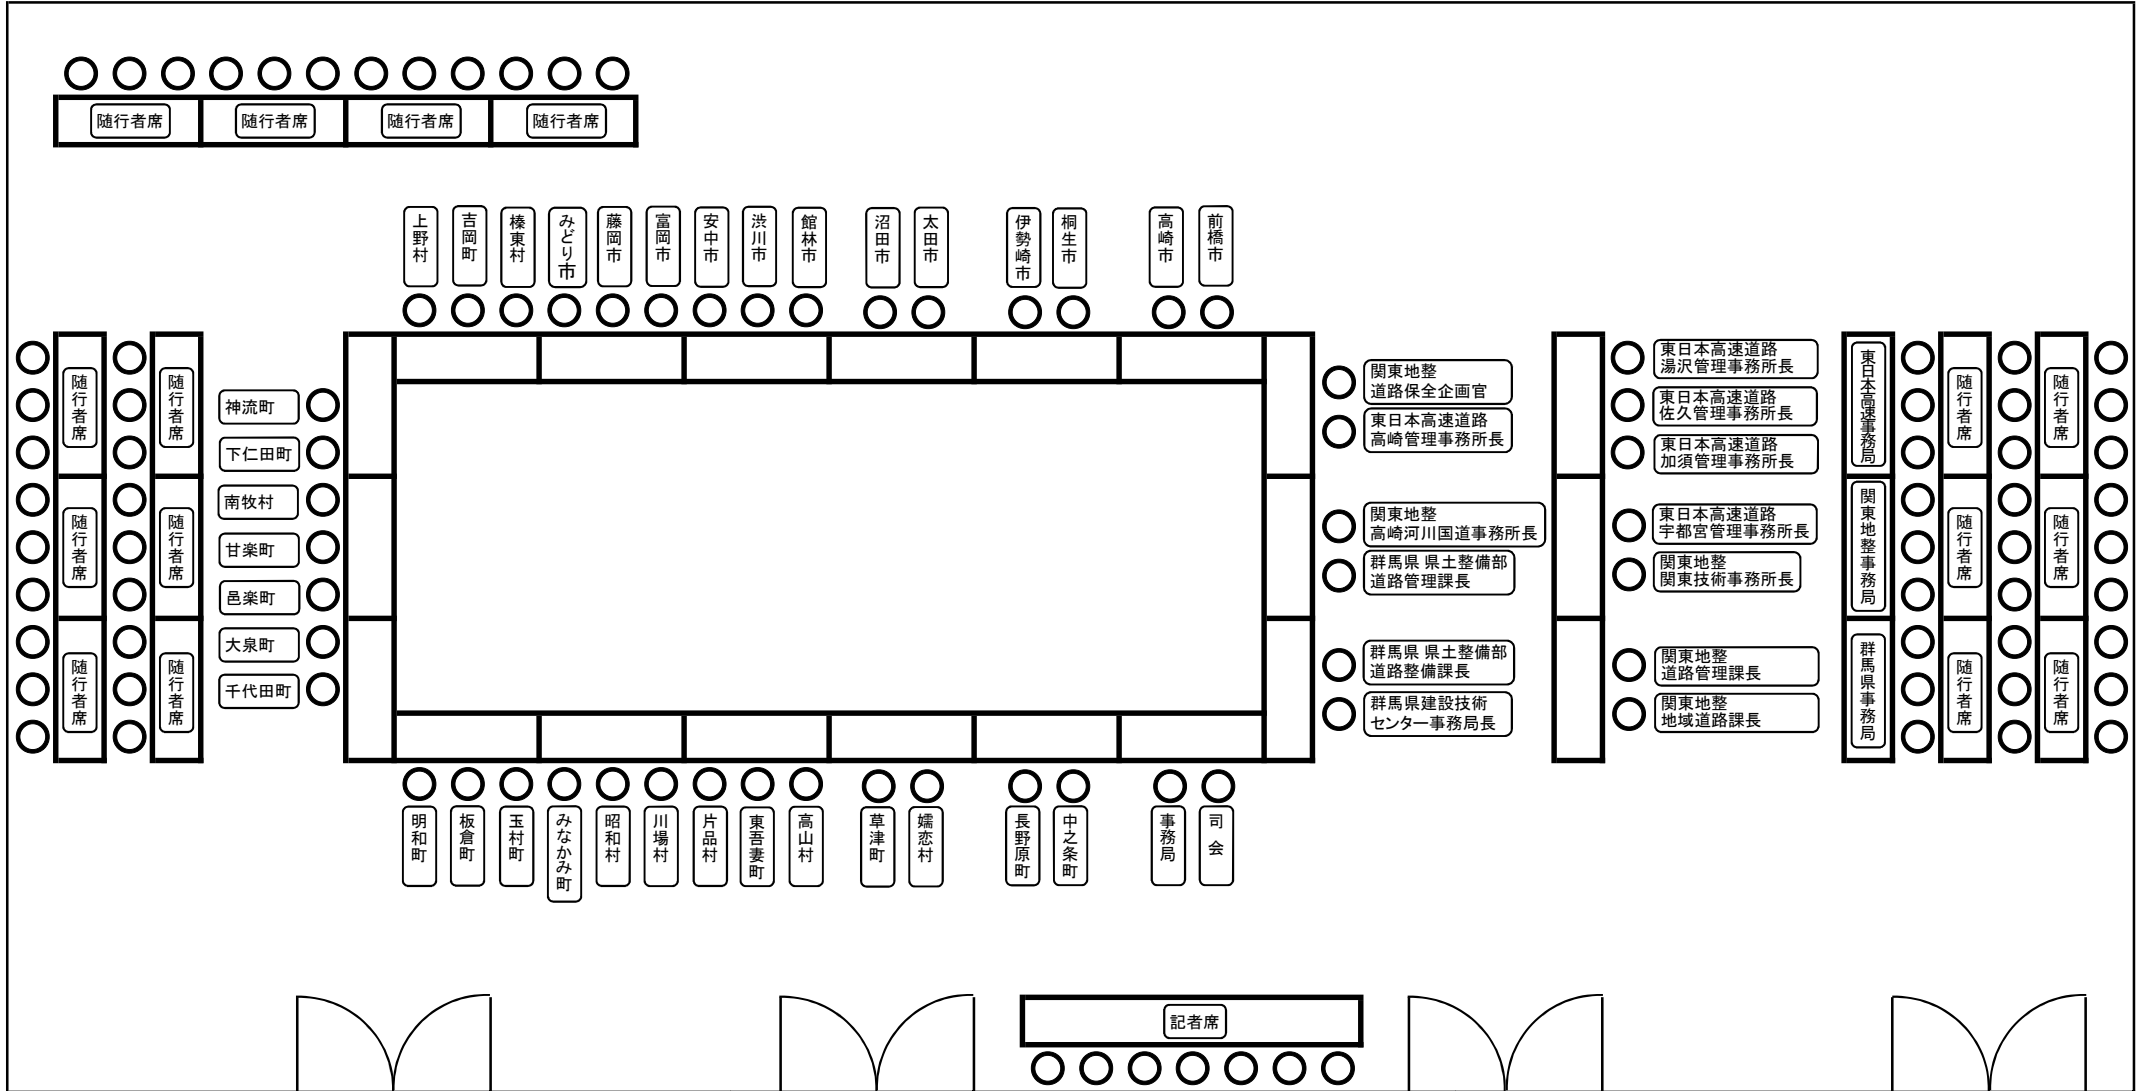 随行者席
随行者席
随行者席
随行者席
上野村
吉岡町
榛東村
みどり市
藤岡市
富岡市
安中市
渋川市
館林市
沼田市
太田市
伊勢崎市
桐生市
高崎市
前橋市
随行者席
随行者席
随行者席
随行者席
随行者席
随行者席
神流町
下仁田町
南牧村
甘楽町
邑楽町
大泉町
千代田町
関東地整
道路保全企画官
東日本高速道路
高崎管理事務所長
関東地整
高崎河川国道事務所長
群馬県 県土整備部
道路管理課長
群馬県 県土整備部
道路整備課長
群馬県建設技術
センター事務局長
東日本高速道路
湯沢管理事務所長
東日本高速道路
佐久管理事務所長
東日本高速道路
加須管理事務所長
東日本高速道路
宇都宮管理事務所長
関東地整
関東技術事務所長
関東地整
道路管理課長
関東地整
地域道路課長
東日本高速事務局
関東地整事務局
群馬県事務局
随行者席
随行者席
随行者席
随行者席
随行者席
随行者席
明和町
板倉町
玉村町
みなかみ町
昭和村
川場村
片品村
東吾妻町
高山村
草津町
嬬恋村
長野原町
中之条町
事務局
司会
記者席